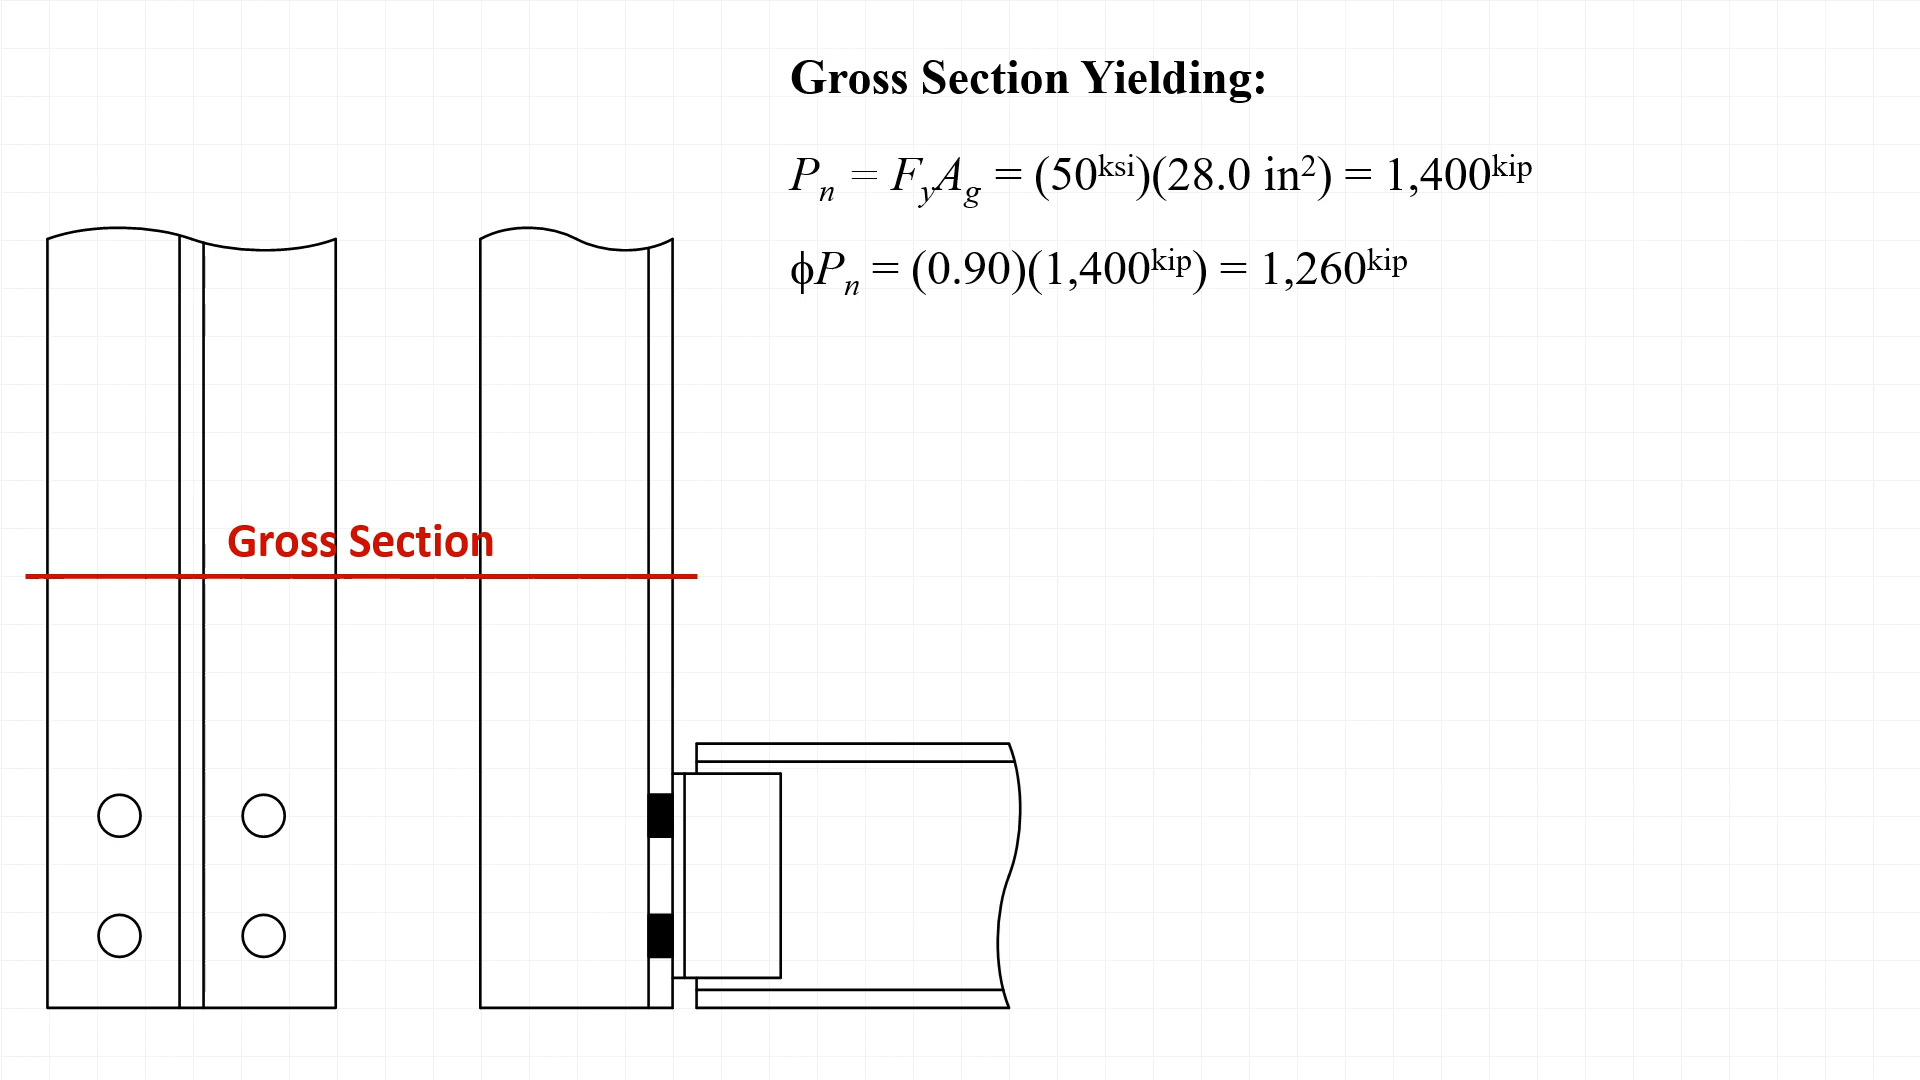 Gross Section Yielding:
Pₙ = FᵧA_g = (50ᵏˢⁱ)(28.0 in²) = 1,400ᵏⁱᵖ
ϕPₙ = (0.90)(1,400ᵏⁱᵖ) = 1,260ᵏⁱᵖ
Gross Section